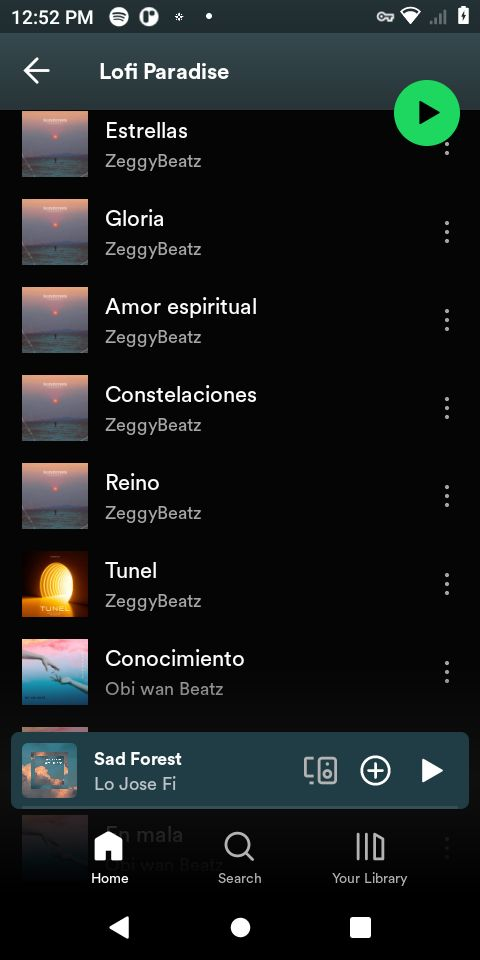 12:52 PM
Lofi Paradise
Estrellas
ZeggyBeatz
Gloria
ZeggyBeatz
Amor espiritual
ZeggyBeatz
Constelaciones
ZeggyBeatz
Reino
ZeggyBeatz
Tunel
ZeggyBeatz
TUNEL
Conocimiento
Obi wan Beatz
Sad Forest
Lo Jose Fi
En mala
Obi wan Beatz
Home
Search
Your Library